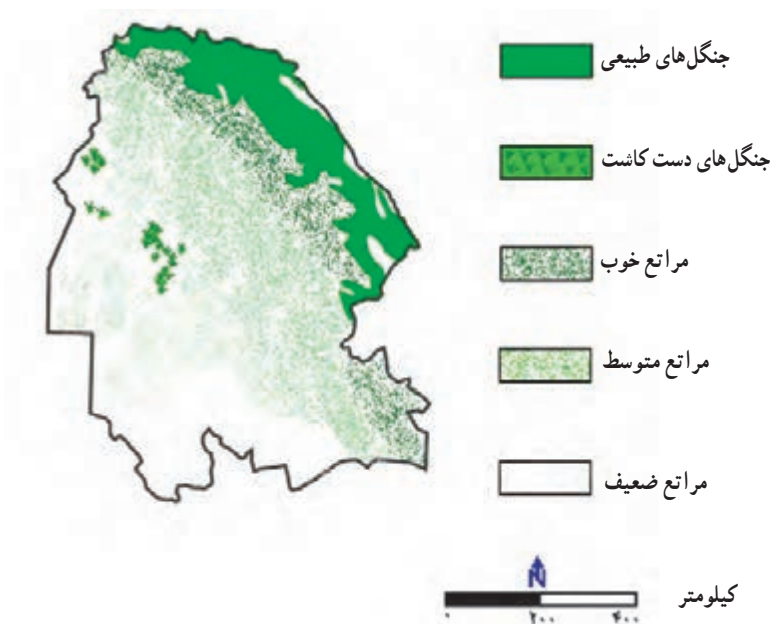 جنگل‌های طبیعی
جنگل‌های دست کاشت
مراتع خوب
مراتع متوسط
مراتع ضعیف
N
کیلومتر
۰ ۲۰۰ ۴۰۰